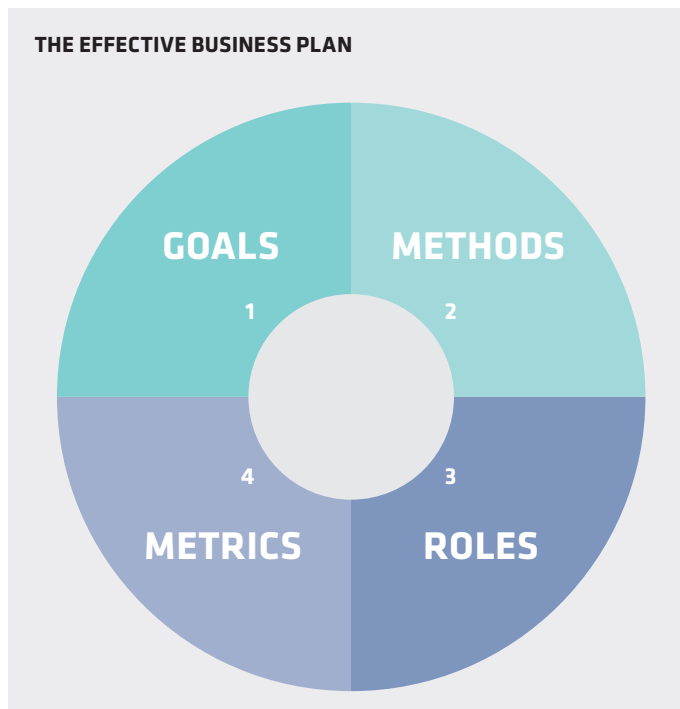 THE EFFECTIVE BUSINESS PLAN
GOALS
1
METHODS
2
3
ROLES
4
METRICS